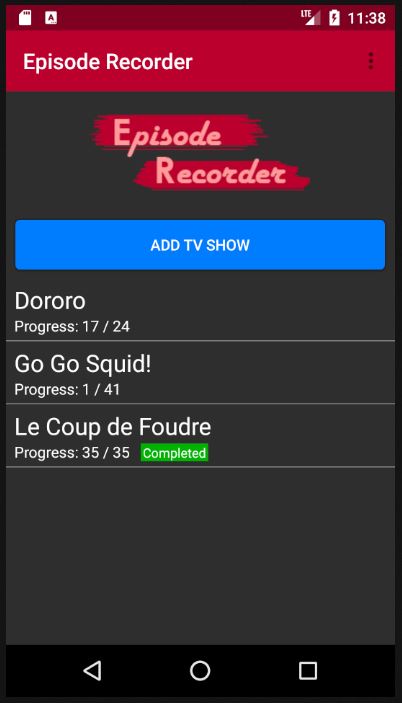 LTE 11:38
Episode Recorder
Episode
Recorder
ADD TV SHOW
Dororo
Progress: 17 / 24
Go Go Squid!
Progress: 1 / 41
Le Coup de Foudre
Progress: 35 / 35 Completed